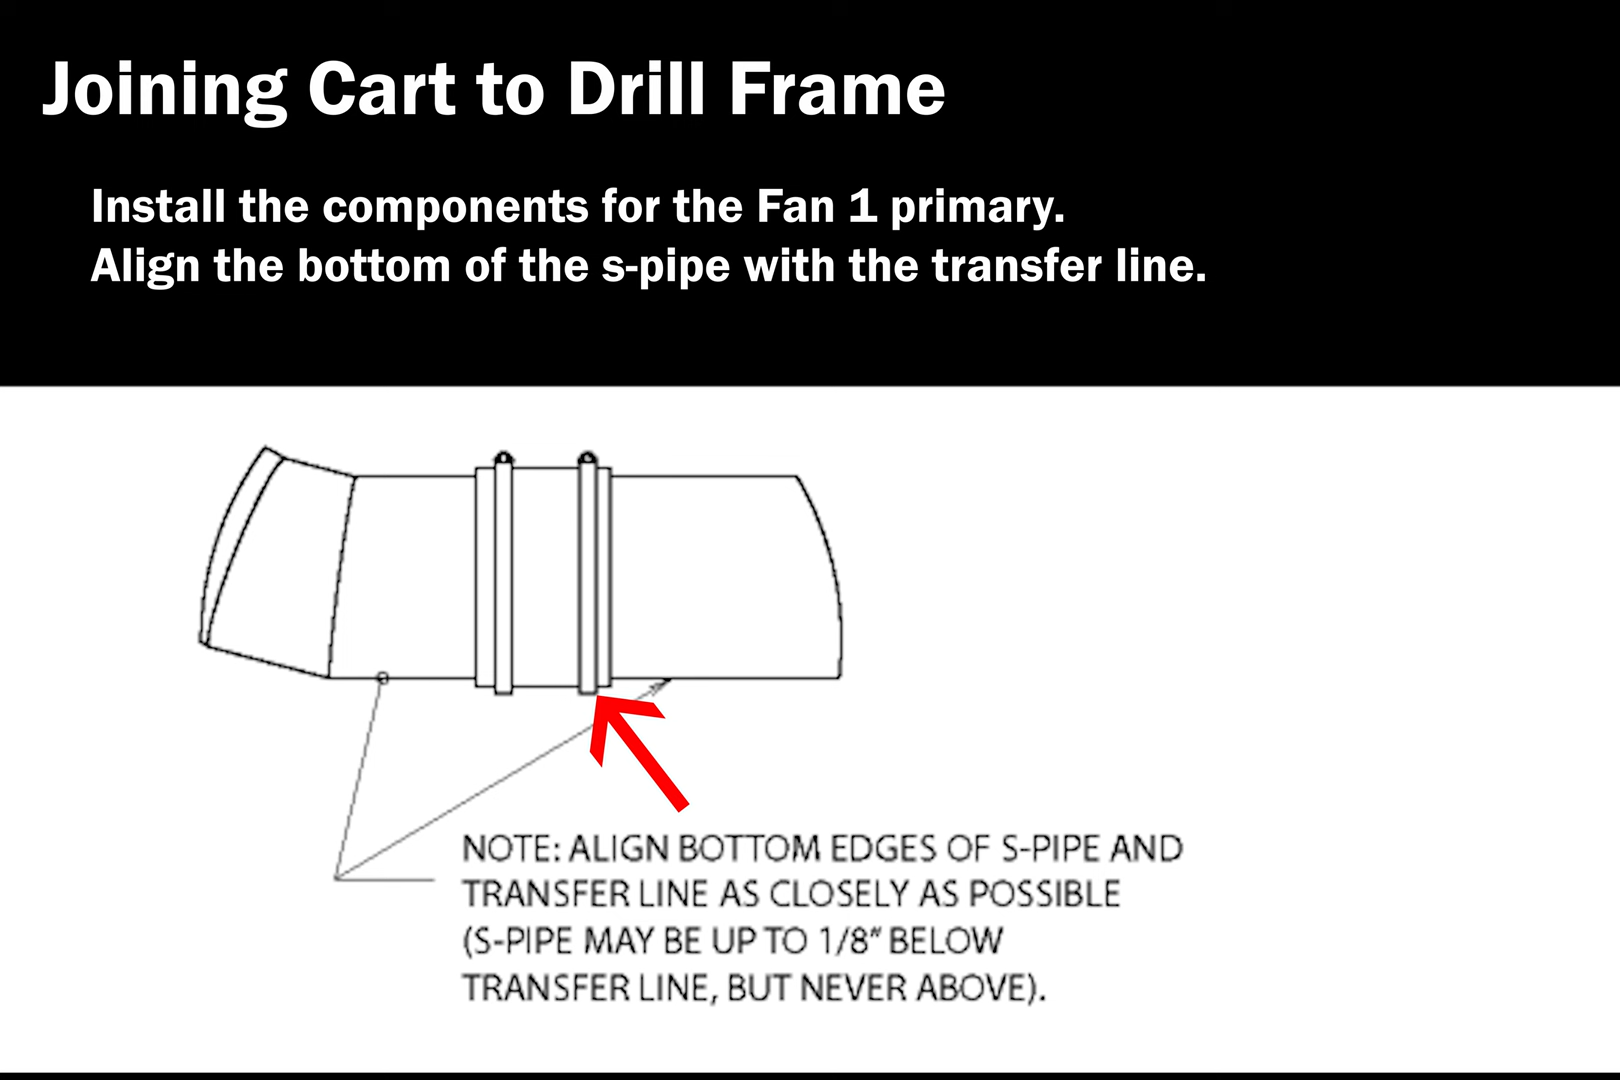 Joining Cart to Drill Frame
Install the components for the Fan 1 primary.
Align the bottom of the s-pipe with the transfer line.
NOTE: ALIGN BOTTOM EDGES OF S-PIPE AND
TRANSFER LINE AS CLOSELY AS POSSIBLE
(S-PIPE MAY BE UP TO 1/8" BELOW
TRANSFER LINE, BUT NEVER ABOVE).